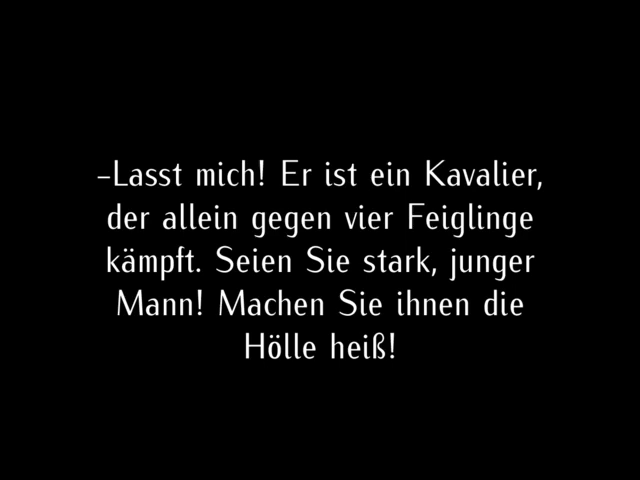 –Lasst mich! Er ist ein Kavalier,
der allein gegen vier Feiglinge
kämpft. Seien Sie stark, junger
Mann! Machen Sie ihnen die
Hölle heiß!